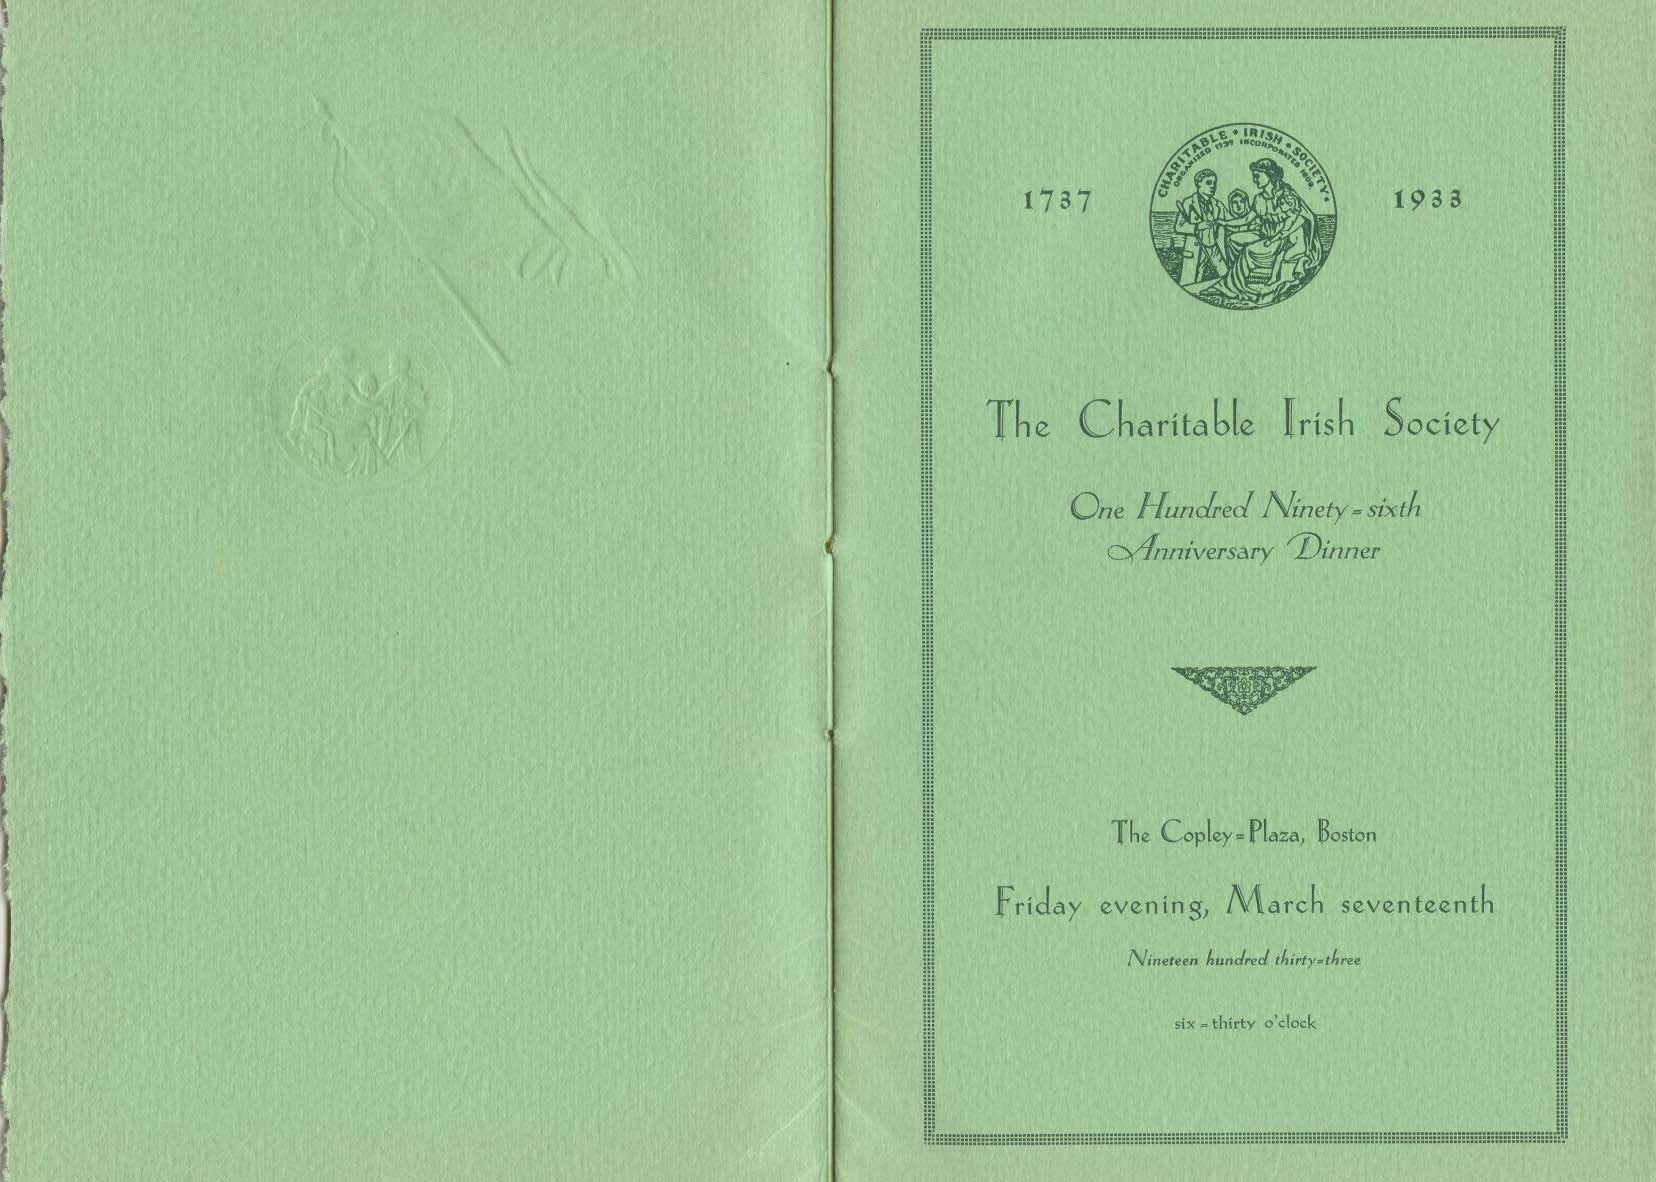 CHARITABLE • IRISH • SOCIETY •
ORGANIZED 1737 INCORPORATED 1809.
1737
1933
The Charitable Irish Society
One Hundred Ninety=sixth
Anniversary Dinner
The Copley=Plaza, Boston
Friday evening, March seventeenth
Nineteen hundred thirty=three
six=thirty o'clock